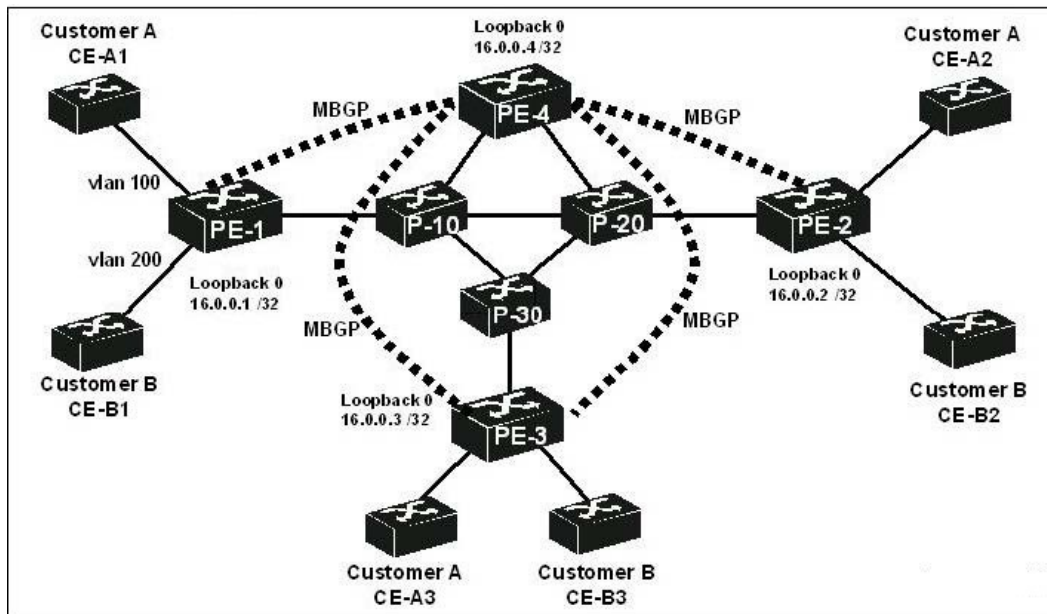 Customer A
CE-A1
Loopback 0
16.0.0.4 /32
Customer A
CE-A2
PE-4
MBGP
MBGP
vlan 100
PE-1
P-10
P-20
PE-2
vlan 200
Loopback 0
16.0.0.1 /32
Loopback 0
16.0.0.2 /32
P-30
MBGP
MBGP
Customer B
CE-B1
Customer B
CE-B2
Loopback 0
16.0.0.3 /32
PE-3
Customer A
CE-A3
Customer B
CE-B3